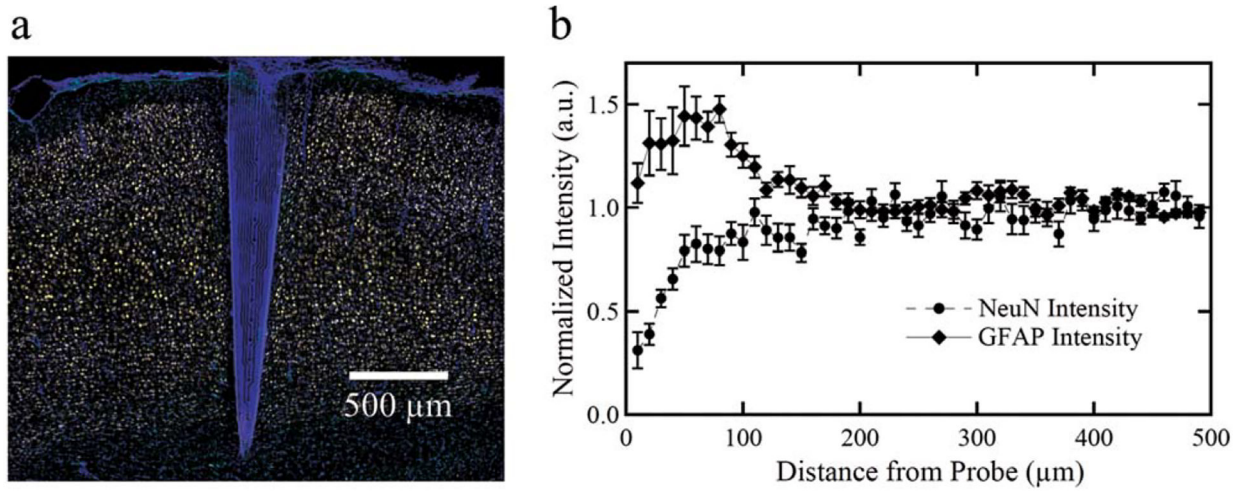 a
500 µm
b
Normalized Intensity (a.u.)
1.5
1.0
0.5
0.0
NeuN Intensity
GFAP Intensity
0 100 200 300 400 500
Distance from Probe (µm)